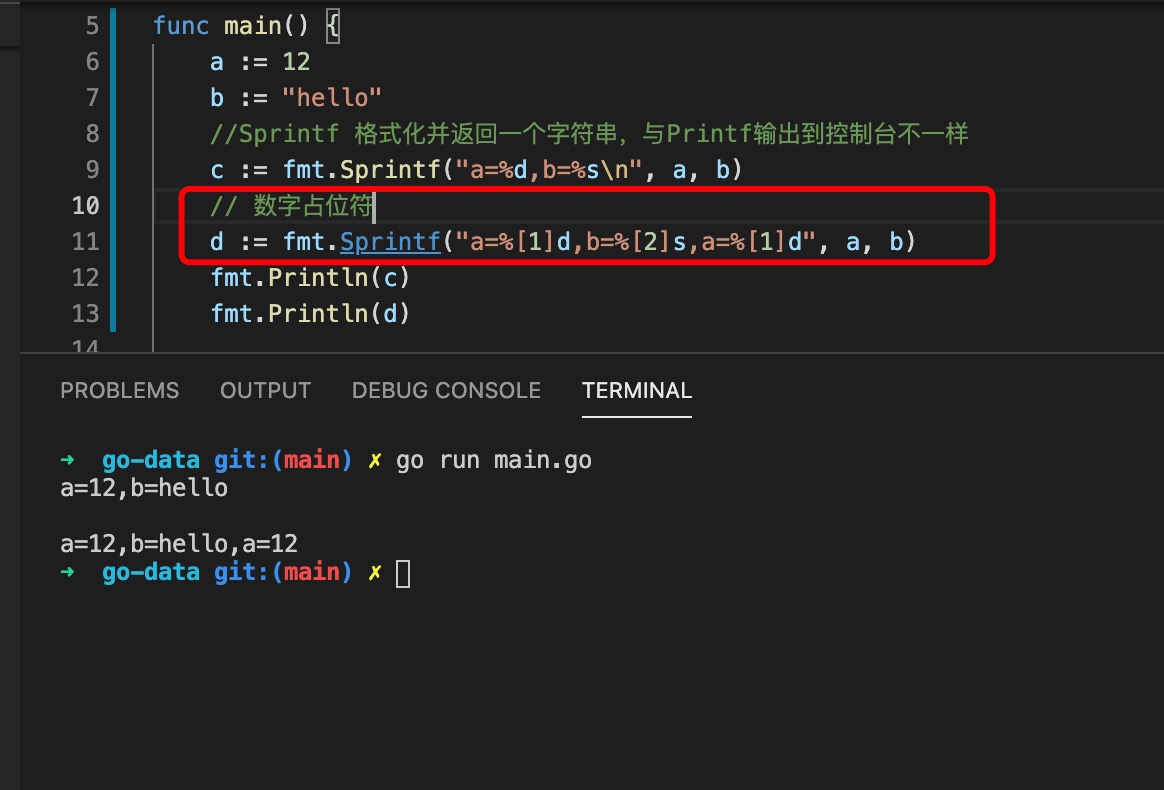 5 func main() {
6 a := 12
7 b := "hello"
8 //Sprintf 格式化并返回一个字符串，与Printf输出到控制台不一样
9 c := fmt.Sprintf("a=%d,b=%s\n", a, b)
10 // 数字占位符
11 d := fmt.Sprintf("a=%[1]d,b=%[2]s,a=%[1]d", a, b)
12 fmt.Println(c)
13 fmt.Println(d)
14
PROBLEMS OUTPUT DEBUG CONSOLE TERMINAL
➜ go-data git:(main) ✗ go run main.go
a=12,b=hello
a=12,b=hello,a=12
➜ go-data git:(main) ✗